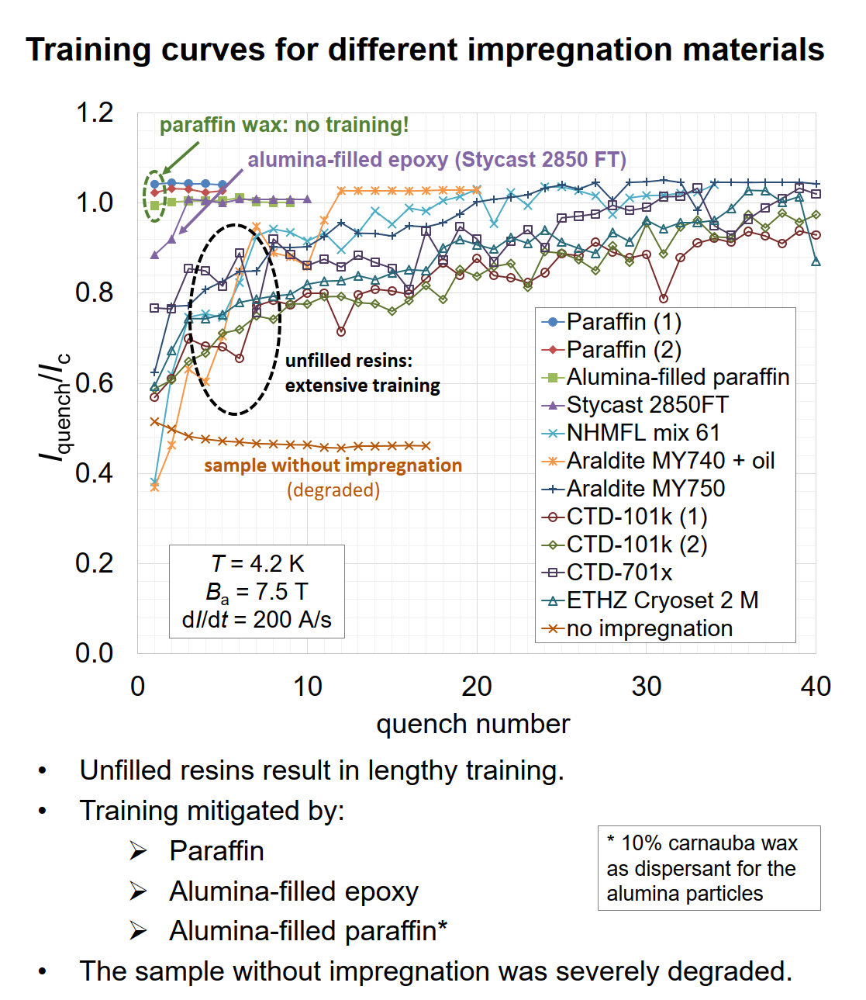 Training curves for different impregnation materials
1.2
paraffin wax: no training!
alumina-filled epoxy (Stycast 2850 FT)
1.0
0.8
unfilled resins:
extensive training
Iquench/Ic
0.6
sample without impregnation
(degraded)
0.4
0.2
0.0
Paraffin (1)
Paraffin (2)
Alumina-filled paraffin
Stycast 2850FT
NHMFL mix 61
Araldite MY740 + oil
Araldite MY750
CTD-101k (1)
CTD-101k (2)
CTD-701x
ETHZ Cryoset 2 M
no impregnation
T = 4.2 K
Ba = 7.5 T
dI/dt = 200 A/s
0 10 20 30 40
quench number
• Unfilled resins result in lengthy training.
• Training mitigated by:
➢ Paraffin
➢ Alumina-filled epoxy
➢ Alumina-filled paraffin*
* 10% carnauba wax
as dispersant for the
alumina particles
• The sample without impregnation was severely degraded.